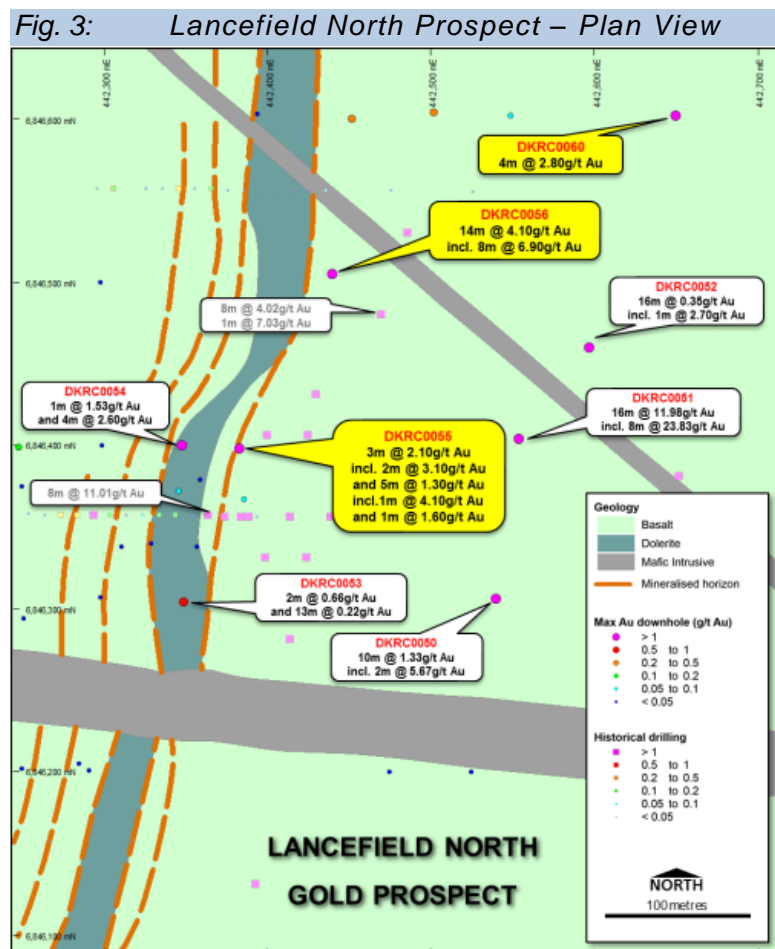 Fig. 3: Lancefield North Prospect – Plan View
442,300 mE
442,400 mE
442,500 mE
442,600 mE
442,700 mE
6,846,600 mN
DKRC0060
4m @ 2.80g/t Au
DKRC0056
14m @ 4.10g/t Au
incl. 8m @ 6.90g/t Au
6,846,500 mN
DKRC0052
16m @ 0.35g/t Au
incl. 1m @ 2.70g/t Au
8m @ 4.02g/t Au
1m @ 7.03g/t Au
DKRC0054
1m @ 1.53g/t Au
and 4m @ 2.60g/t Au
DKRC0051
16m @ 11.98g/t Au
incl. 8m @ 23.83g/t Au
6,846,400 mN
DKRC0055
3m @ 2.10g/t Au
incl. 2m @ 3.10g/t Au
and 5m @ 1.30g/t Au
incl.1m @ 4.10g/t Au
and 1m @ 1.60g/t Au
8m @ 11.01g/t Au
DKRC0053
2m @ 0.66g/t Au
and 13m @ 0.22g/t Au
6,846,300 mN
DKRC0050
10m @ 1.33g/t Au
incl. 2m @ 5.67g/t Au
6,846,200 mN
6,846,100 mN
LANCEFIELD NORTH
GOLD PROSPECT
Geology
Basalt
Dolerite
Mafic Intrusive
Mineralised horizon
Max Au downhole (g/t Au)
> 1
0.5 to 1
0.2 to 0.5
0.1 to 0.2
0.05 to 0.1
< 0.05
Historical drilling
> 1
0.5 to 1
0.2 to 0.5
0.1 to 0.2
0.05 to 0.1
< 0.05
NORTH
100metres